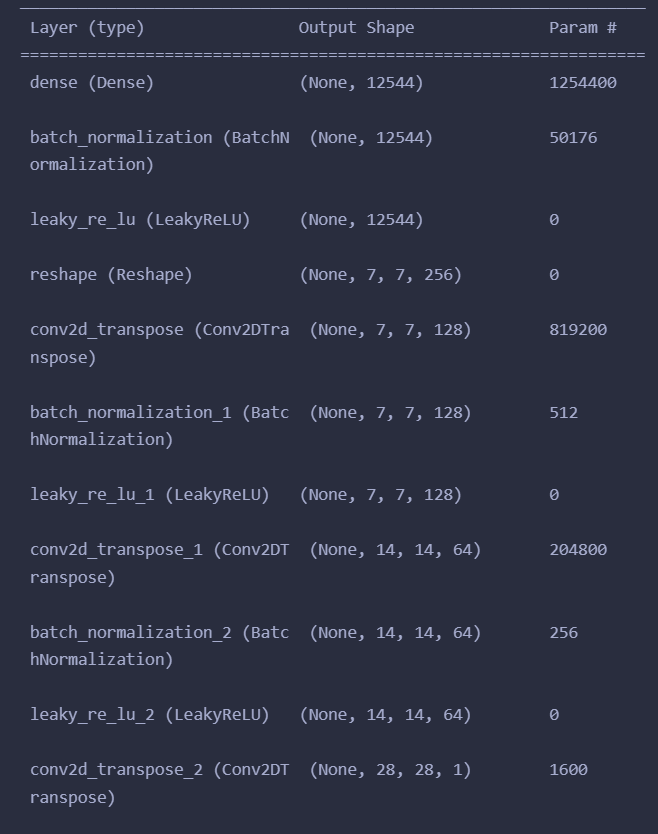 Layer (type) Output Shape Param #
=================================================================
dense (Dense) (None, 12544) 1254400
batch_normalization (BatchN (None, 12544) 50176
ormalization)
leaky_re_lu (LeakyReLU) (None, 12544) 0
reshape (Reshape) (None, 7, 7, 256) 0
conv2d_transpose (Conv2DTra (None, 7, 7, 128) 819200
nspose)
batch_normalization_1 (Batc (None, 7, 7, 128) 512
hNormalization)
leaky_re_lu_1 (LeakyReLU) (None, 7, 7, 128) 0
conv2d_transpose_1 (Conv2DT (None, 14, 14, 64) 204800
ranspose)
batch_normalization_2 (Batc (None, 14, 14, 64) 256
hNormalization)
leaky_re_lu_2 (LeakyReLU) (None, 14, 14, 64) 0
conv2d_transpose_2 (Conv2DT (None, 28, 28, 1) 1600
ranspose)